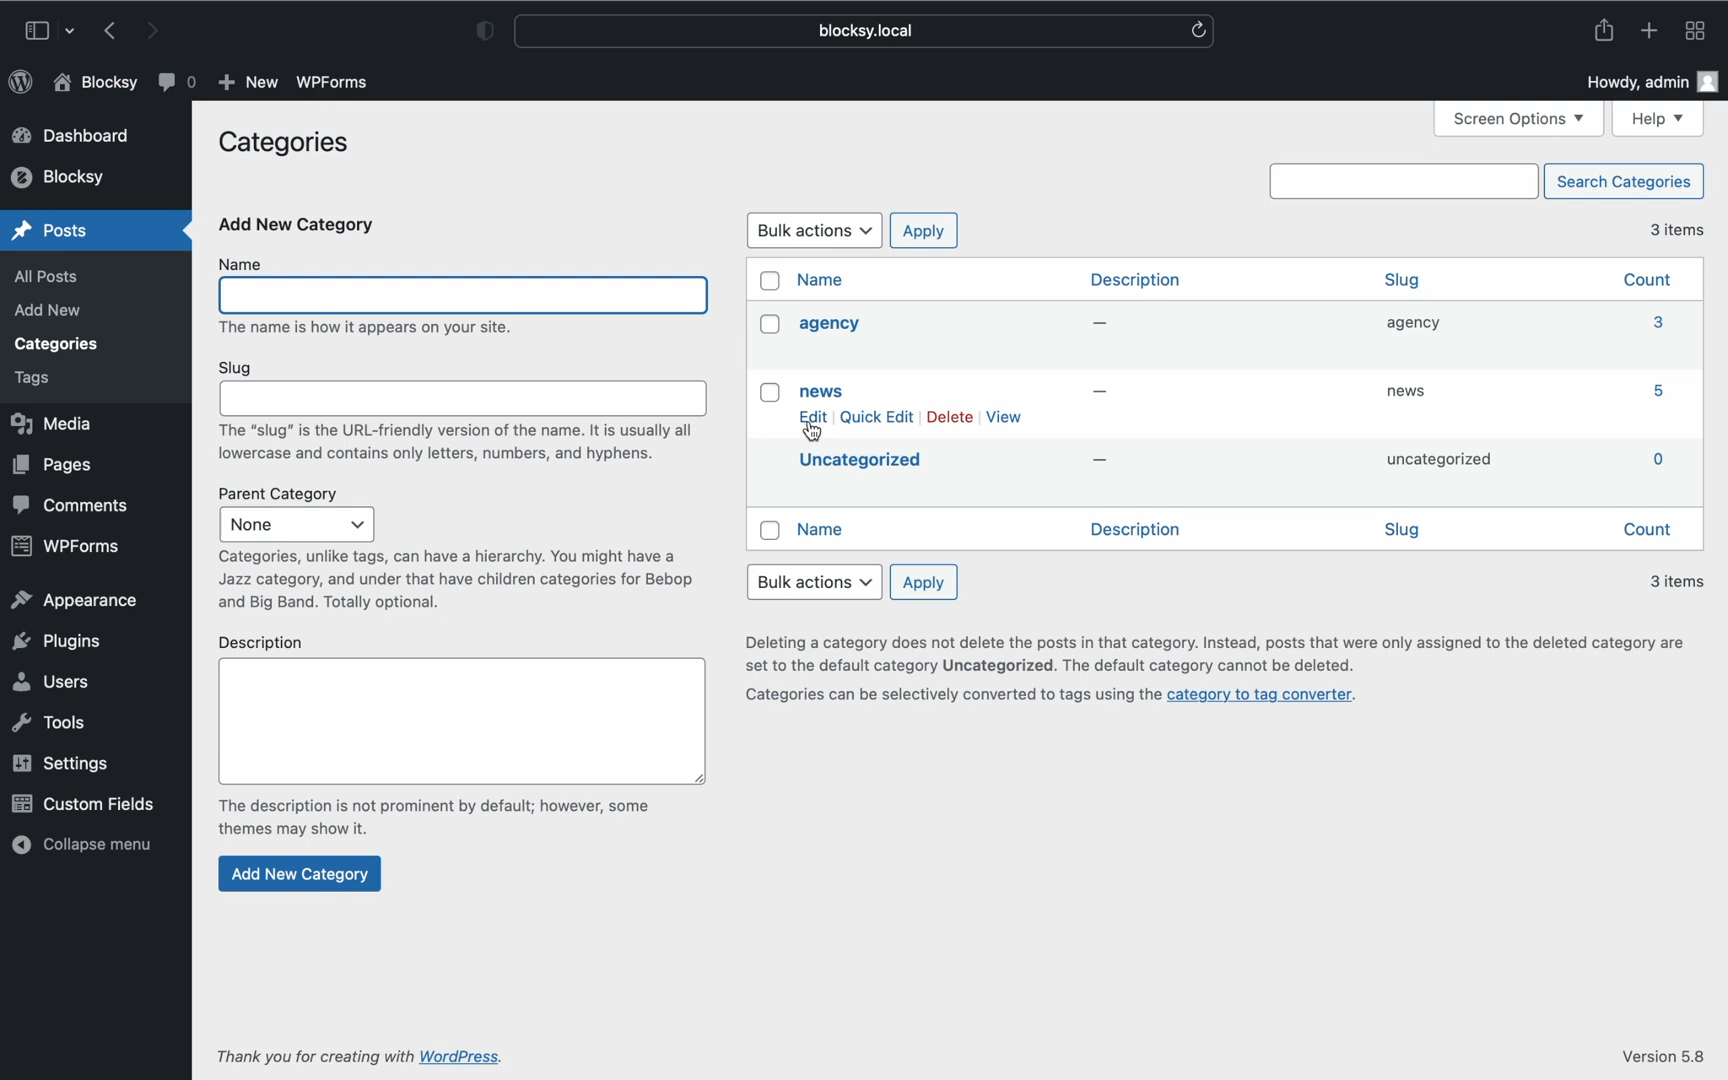 blocksy.local
Blocksy 0 New WPForms Howdy, admin
Dashboard
Blocksy
Posts
All Posts
Add New
Categories
Tags
Media
Pages
Comments
WPForms
Appearance
Plugins
Users
Tools
Settings
Custom Fields
Collapse menu
Screen Options Help
Categories
Search Categories
Add New Category
Name
The name is how it appears on your site.
Slug
The “slug” is the URL-friendly version of the name. It is usually all
lowercase and contains only letters, numbers, and hyphens.
Parent Category
None
Categories, unlike tags, can have a hierarchy. You might have a
Jazz category, and under that have children categories for Bebop
and Big Band. Totally optional.
Description
The description is not prominent by default; however, some
themes may show it.
Add New Category
Bulk actions Apply 3 items
Name Description Slug Count
agency — agency 3
news — news 5
Edit | Quick Edit | Delete | View
Uncategorized — uncategorized 0
Name Description Slug Count
Bulk actions Apply 3 items
Deleting a category does not delete the posts in that category. Instead, posts that were only assigned to the deleted category are
set to the default category Uncategorized. The default category cannot be deleted.
Categories can be selectively converted to tags using the category to tag converter.
Thank you for creating with WordPress. Version 5.8